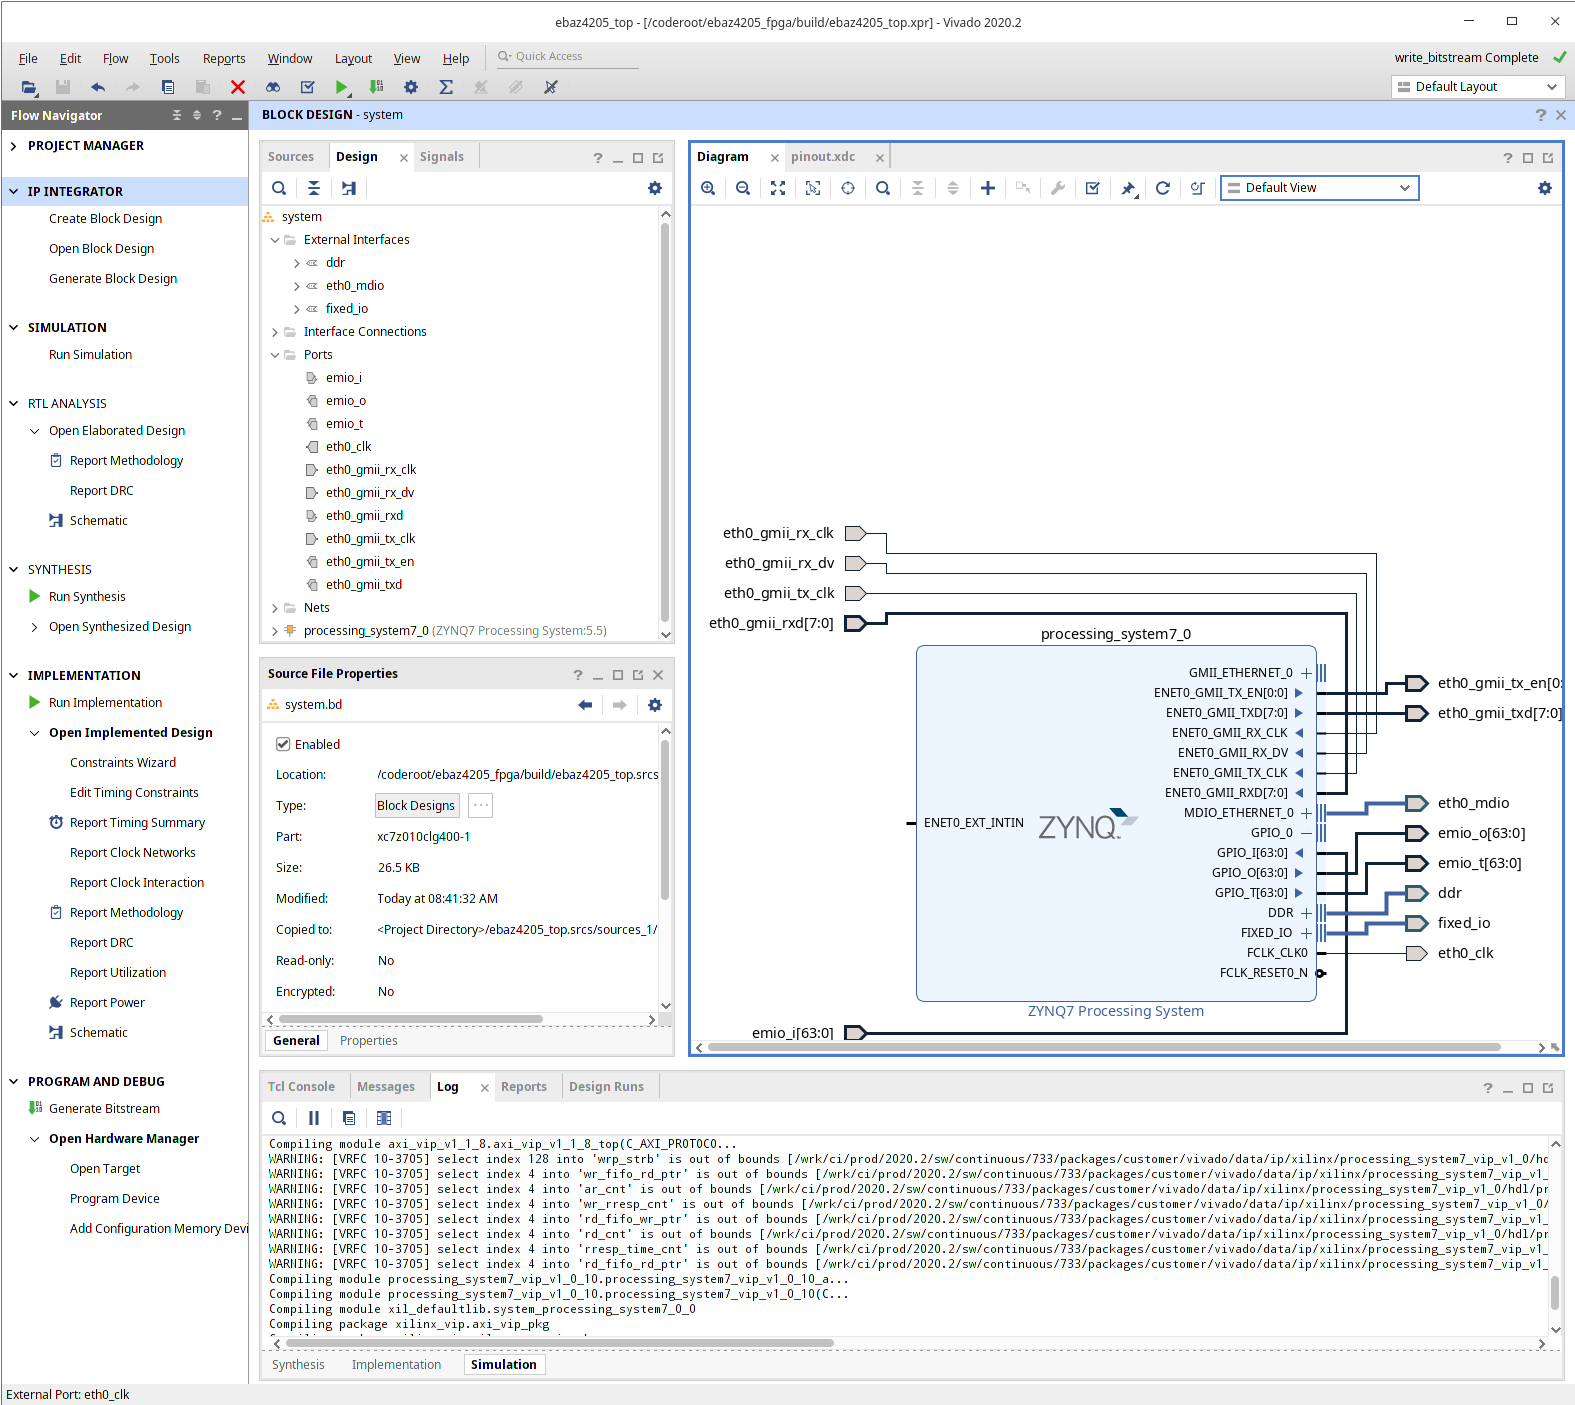 ebaz4205_top - [/coderoot/ebaz4205_fpga/build/ebaz4205_top.xpr] - Vivado 2020.2
File Edit Flow Tools Reports Window Layout View Help Quick Access write_bitstream Complete
Default Layout
Flow Navigator
PROJECT MANAGER
IP INTEGRATOR
Create Block Design
Open Block Design
Generate Block Design
SIMULATION
Run Simulation
RTL ANALYSIS
Open Elaborated Design
Report Methodology
Report DRC
Schematic
SYNTHESIS
Run Synthesis
Open Synthesized Design
IMPLEMENTATION
Run Implementation
Open Implemented Design
Constraints Wizard
Edit Timing Constraints
Report Timing Summary
Report Clock Networks
Report Clock Interaction
Report Methodology
Report DRC
Report Utilization
Report Power
Schematic
PROGRAM AND DEBUG
Generate Bitstream
Open Hardware Manager
Open Target
Program Device
Add Configuration Memory Devi
BLOCK DESIGN - system
Sources Design Signals
system
External Interfaces
ddr
eth0_mdio
fixed_io
Interface Connections
Ports
emio_i
emio_o
emio_t
eth0_clk
eth0_gmii_rx_clk
eth0_gmii_rx_dv
eth0_gmii_rxd
eth0_gmii_tx_clk
eth0_gmii_tx_en
eth0_gmii_txd
Nets
processing_system7_0 (ZYNQ7 Processing System:5.5)
Source File Properties
system.bd
Enabled
Location: /coderoot/ebaz4205_fpga/build/ebaz4205_top.srcs
Type: Block Designs ...
Part: xc7z010clg400-1
Size: 26.5 KB
Modified: Today at 08:41:32 AM
Copied to: <Project Directory>/ebaz4205_top.srcs/sources_1/
Read-only: No
Encrypted: No
General Properties
Diagram pinout.xdc
Default View
eth0_gmii_rx_clk
eth0_gmii_rx_dv
eth0_gmii_tx_clk
eth0_gmii_rxd[7:0]
processing_system7_0
GMII_ETHERNET_0
ENET0_GMII_TX_EN[0:0]
ENET0_GMII_TXD[7:0]
ENET0_GMII_RX_CLK
ENET0_GMII_RX_DV
ENET0_GMII_TX_CLK
ENET0_GMII_RXD[7:0]
MDIO_ETHERNET_0
ENET0_EXT_INTIN
ZYNQ
GPIO_0
GPIO_I[63:0]
GPIO_O[63:0]
GPIO_T[63:0]
DDR
FIXED_IO
FCLK_CLK0
FCLK_RESET0_N
ZYNQ7 Processing System
eth0_gmii_tx_en[0:
eth0_gmii_txd[7:0]
eth0_mdio
emio_o[63:0]
emio_t[63:0]
ddr
fixed_io
eth0_clk
emio_i[63:0]
Tcl Console Messages Log Reports Design Runs
Compiling module axi_vip_v1_1_8.axi_vip_v1_1_8_top(C_AXI_PROTOCO...
WARNING: [VRFC 10-3705] select index 128 into 'wrp_strb' is out of bounds [/wrk/ci/prod/2020.2/sw/continuous/733/packages/customer/vivado/data/ip/xilinx/processing_system7_vip_v1_0/hd
WARNING: [VRFC 10-3705] select index 4 into 'wr_fifo_rd_ptr' is out of bounds [/wrk/ci/prod/2020.2/sw/continuous/733/packages/customer/vivado/data/ip/xilinx/processing_system7_vip_v1_
WARNING: [VRFC 10-3705] select index 4 into 'ar_cnt' is out of bounds [/wrk/ci/prod/2020.2/sw/continuous/733/packages/customer/vivado/data/ip/xilinx/processing_system7_vip_v1_0/hdl/pr
WARNING: [VRFC 10-3705] select index 4 into 'wr_rresp_cnt' is out of bounds [/wrk/ci/prod/2020.2/sw/continuous/733/packages/customer/vivado/data/ip/xilinx/processing_system7_vip_v1_0/
WARNING: [VRFC 10-3705] select index 4 into 'rd_fifo_wr_ptr' is out of bounds [/wrk/ci/prod/2020.2/sw/continuous/733/packages/customer/vivado/data/ip/xilinx/processing_system7_vip_v1_
WARNING: [VRFC 10-3705] select index 4 into 'rd_cnt' is out of bounds [/wrk/ci/prod/2020.2/sw/continuous/733/packages/customer/vivado/data/ip/xilinx/processing_system7_vip_v1_0/hdl/pr
WARNING: [VRFC 10-3705] select index 4 into 'rresp_time_cnt' is out of bounds [/wrk/ci/prod/2020.2/sw/continuous/733/packages/customer/vivado/data/ip/xilinx/processing_system7_vip_v1_
WARNING: [VRFC 10-3705] select index 4 into 'rd_fifo_rd_ptr' is out of bounds [/wrk/ci/prod/2020.2/sw/continuous/733/packages/customer/vivado/data/ip/xilinx/processing_system7_vip_v1_
Compiling module processing_system7_vip_v1_0_10.processing_system7_vip_v1_0_10_a...
Compiling module processing_system7_vip_v1_0_10.processing_system7_vip_v1_0_10(C...
Compiling module xil_defaultlib.system_processing_system7_0_0
Compiling package xilinx_vip.axi_vip_pkg
Synthesis Implementation Simulation
External Port: eth0_clk